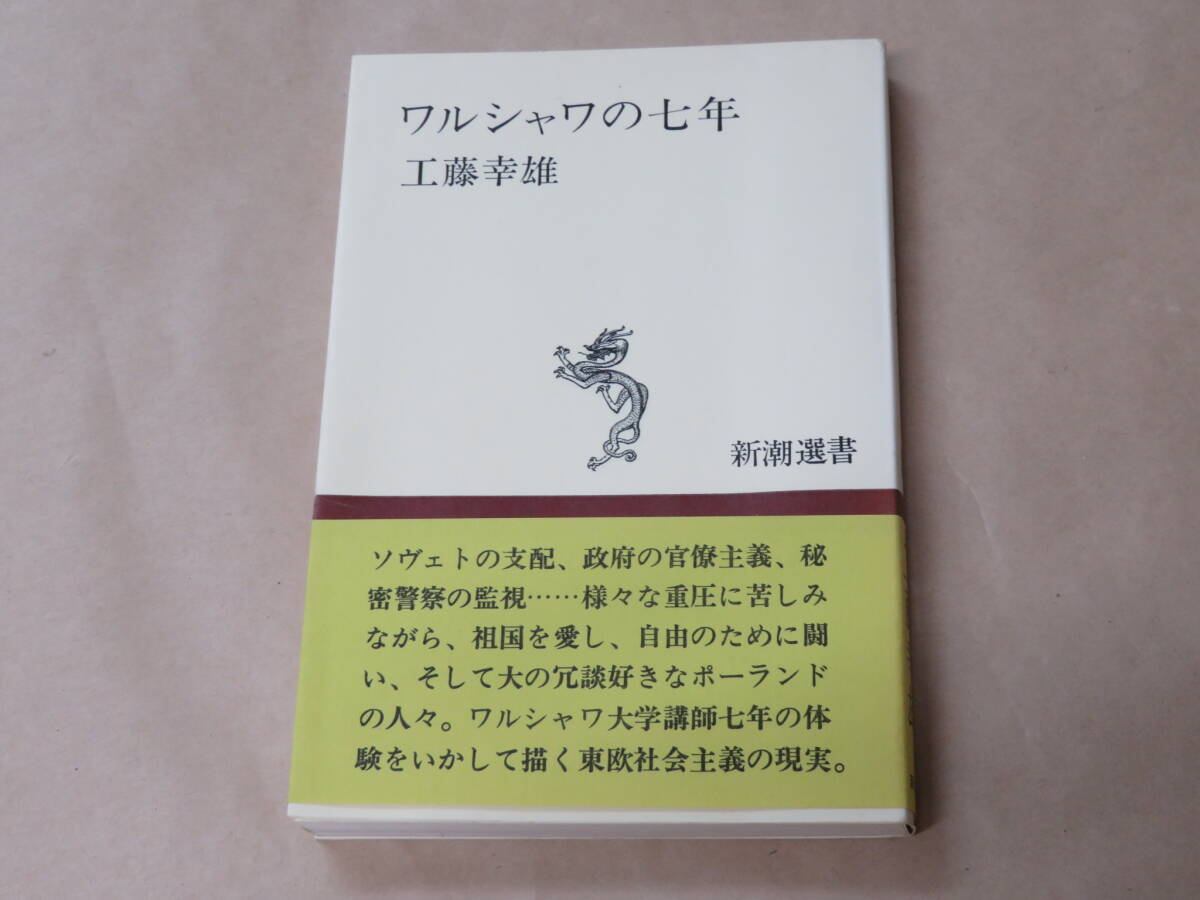 ワルシャワの七年
工藤幸雄
新潮選書
ソヴェトの支配、政府の官僚主義、秘
密警察の監視……様々な重圧に苦しみ
ながら、祖国を愛し、自由のために闘
い、そして大の冗談好きなポーランド
の人々。ワルシャワ大学講師七年の体
験をいかして描く東欧社会主義の現実。